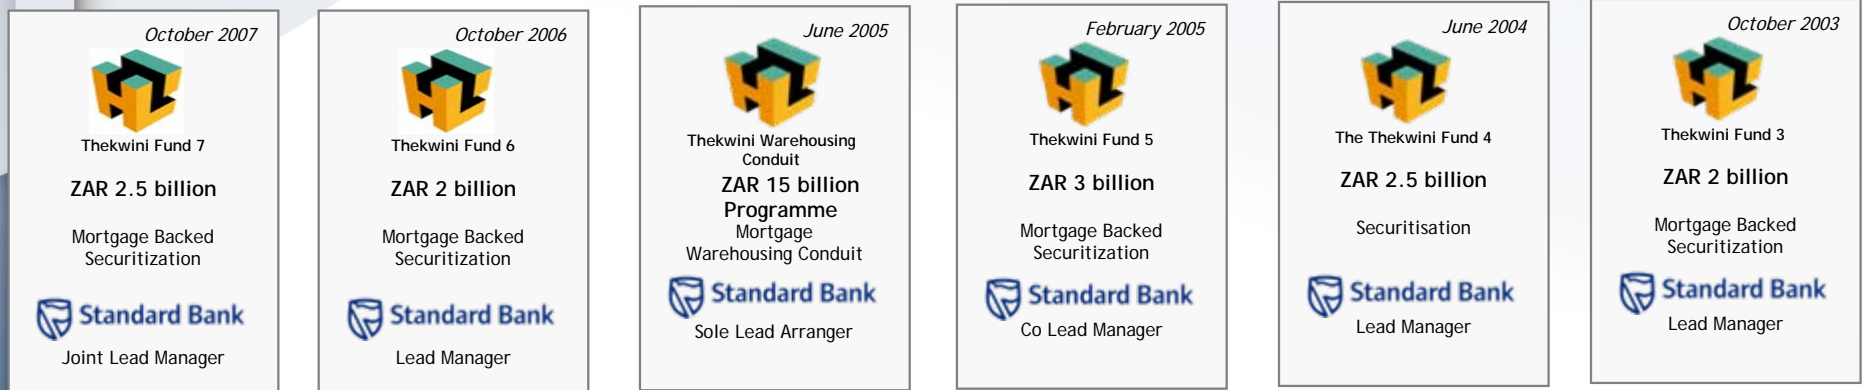 October 2007
Thekwini Fund 7
ZAR 2.5 billion
Mortgage Backed
Securitization
Standard Bank
Joint Lead Manager
October 2006
Thekwini Fund 6
ZAR 2 billion
Mortgage Backed
Securitization
Standard Bank
Lead Manager
June 2005
Thekwini Warehousing
Conduit
ZAR 15 billion
Programme
Mortgage
Warehousing Conduit
Standard Bank
Sole Lead Arranger
February 2005
Thekwini Fund 5
ZAR 3 billion
Mortgage Backed
Securitization
Standard Bank
Co Lead Manager
June 2004
The Thekwini Fund 4
ZAR 2.5 billion
Securitisation
Standard Bank
Lead Manager
October 2003
Thekwini Fund 3
ZAR 2 billion
Mortgage Backed
Securitization
Standard Bank
Lead Manager